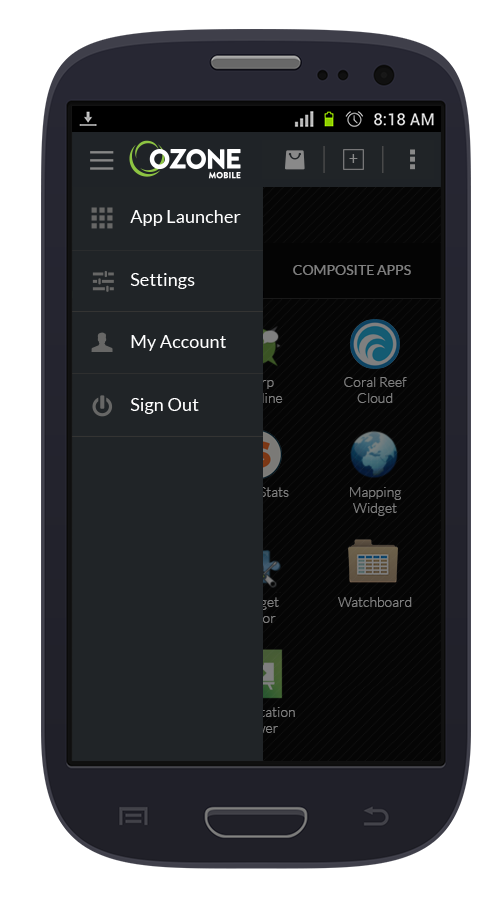 8:18 AM
OZONE
MOBILE
App Launcher
Settings
My Account
Sign Out
COMPOSITE APPS
Coral Reef
Cloud
Stats
Mapping
Widget
Watchboard